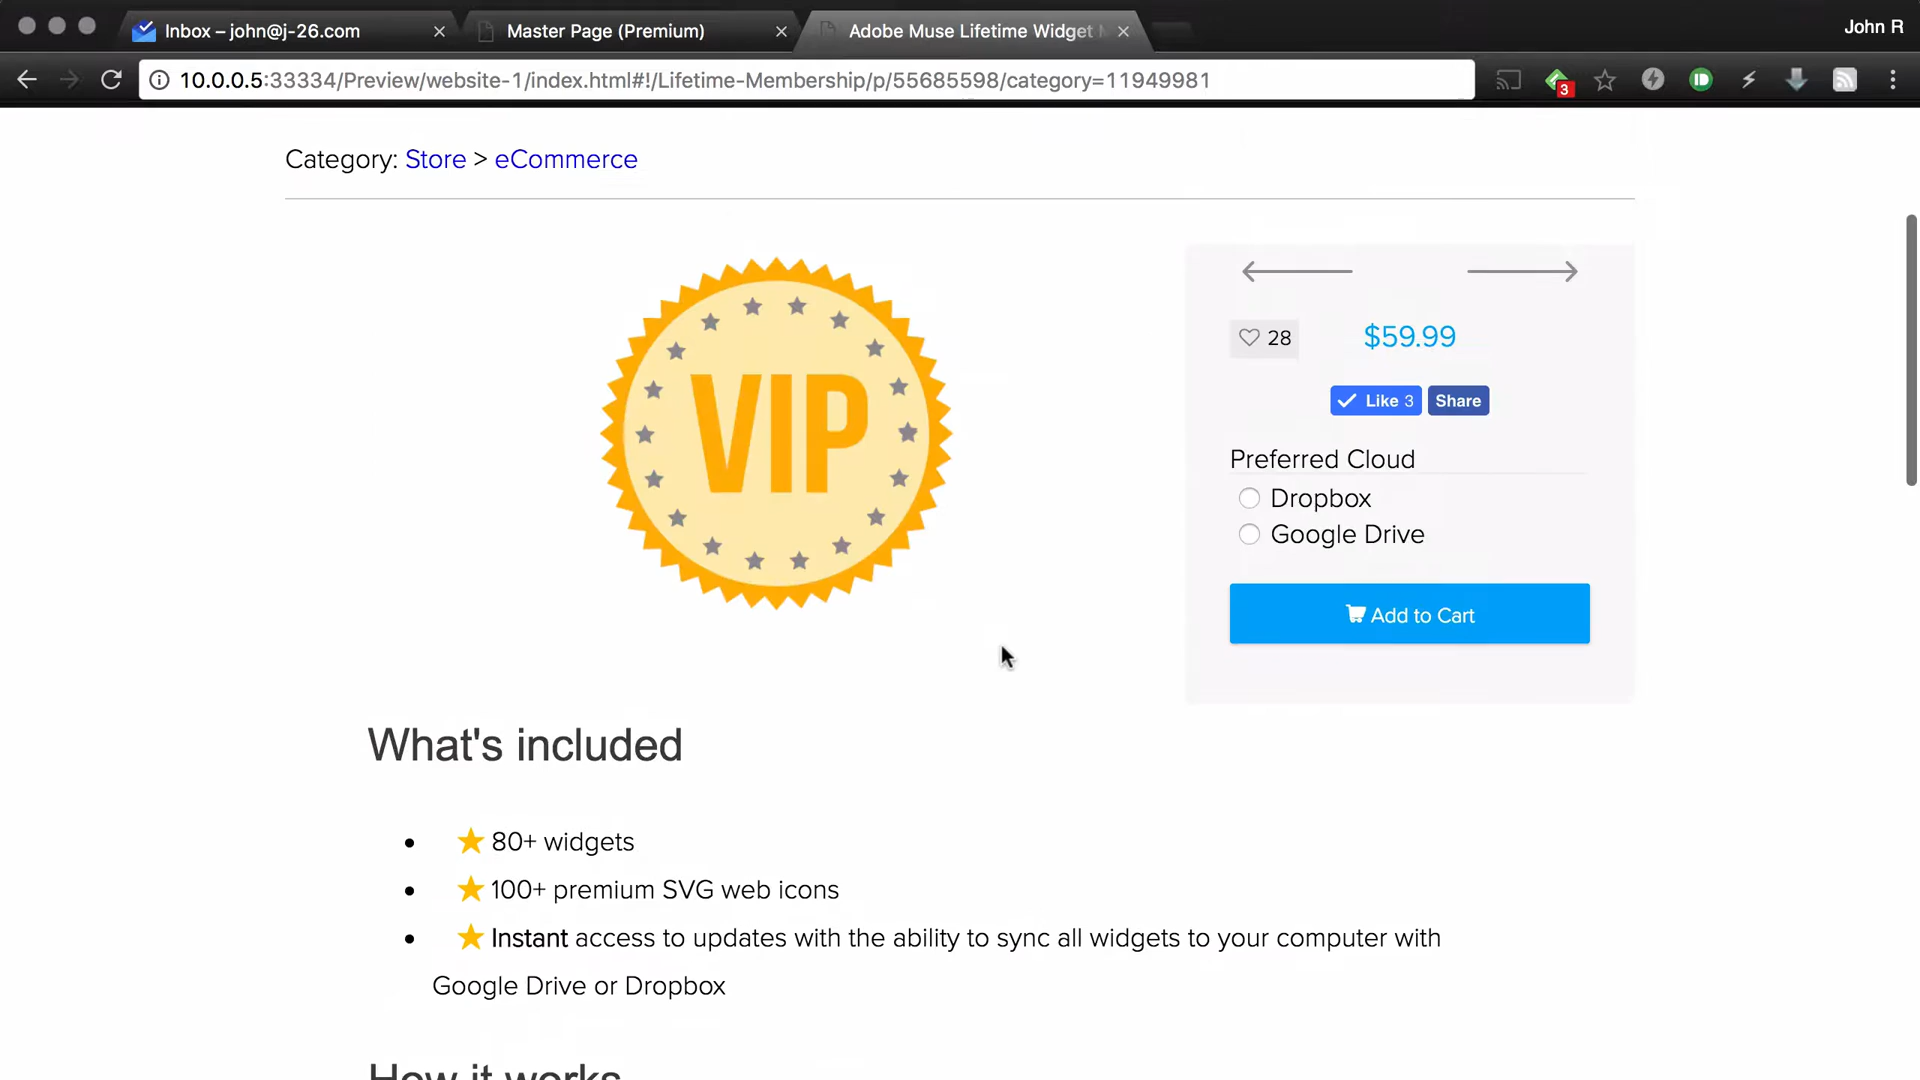 Inbox – john@j-26.com
Master Page (Premium)
Adobe Muse Lifetime Widget
John R
10.0.0.5:33334/Preview/website-1/index.html#!/Lifetime-Membership/p/55685598/category=11949981
3
Category: Store > eCommerce
VIP
28
$59.99
Like 3
Share
Preferred Cloud
Dropbox
Google Drive
Add to Cart
What's included
80+ widgets
100+ premium SVG web icons
Instant access to updates with the ability to sync all widgets to your computer with
Google Drive or Dropbox
How it works